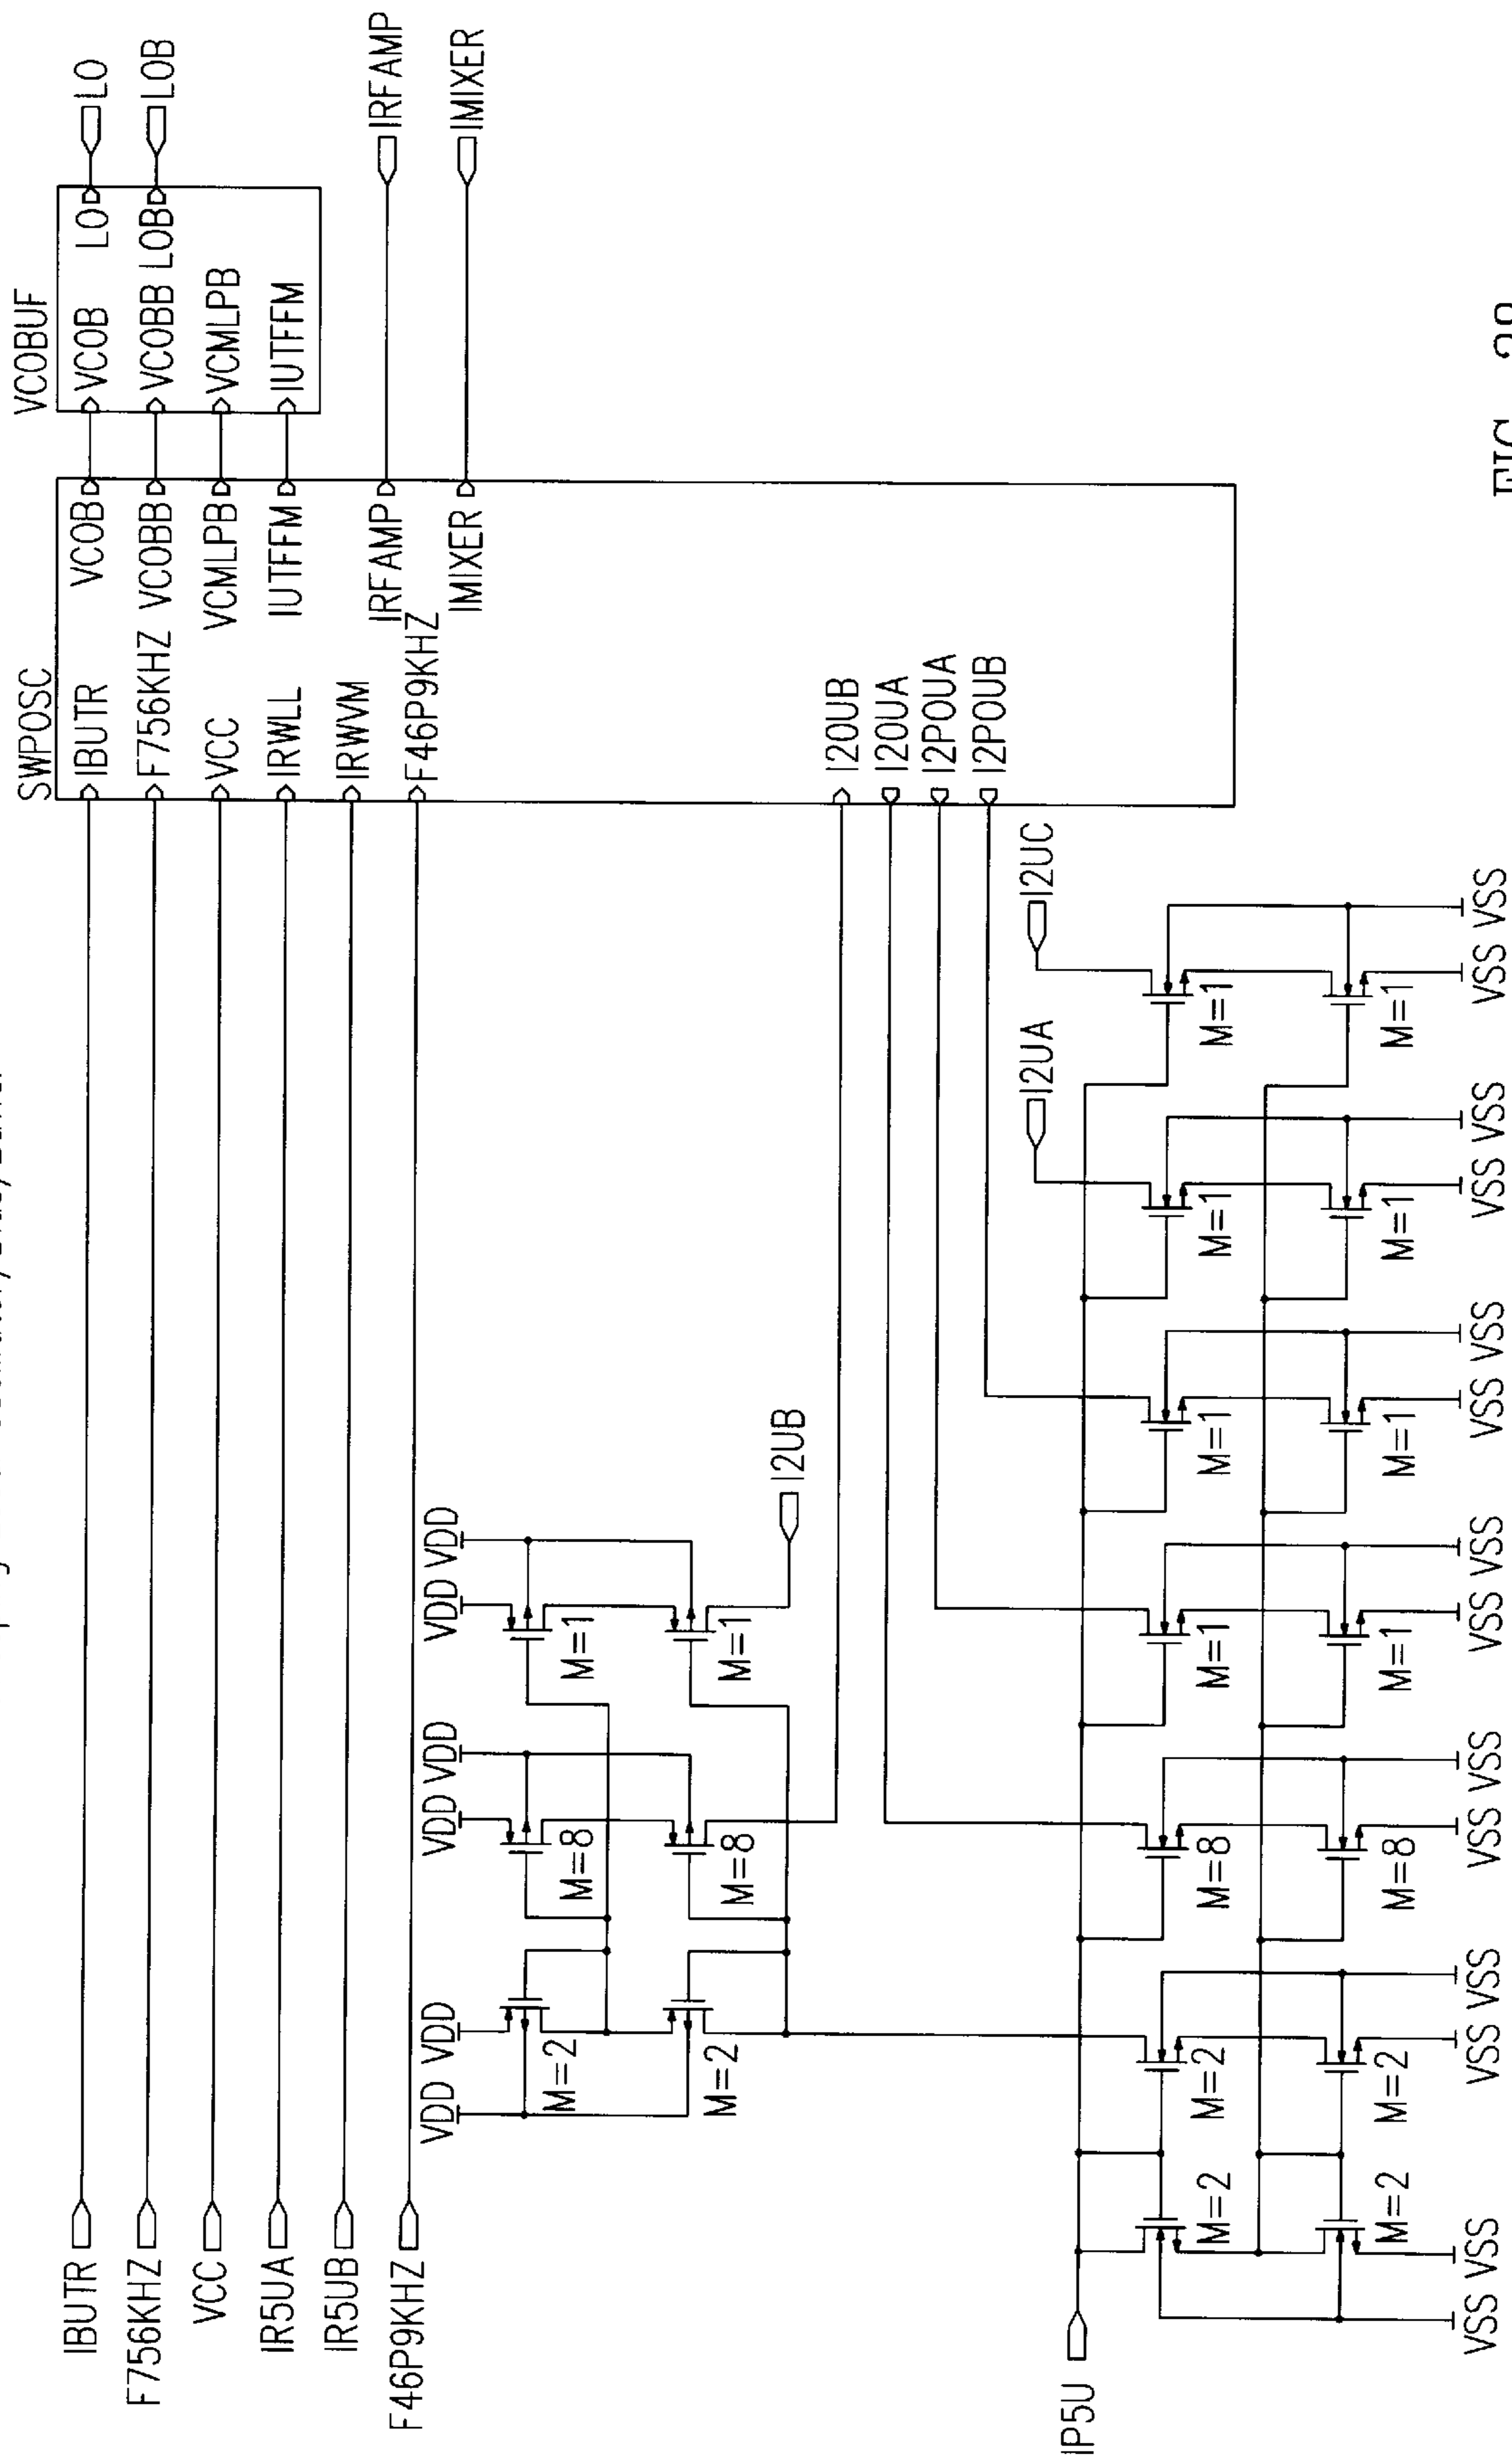 VCOBUF
VCOB LO
VCOBB LOB
VCMLPB
IUTFFM
LO
LOB
IRFAMP
IMIXER
SWPOSC
IBUTR VCOB
F756KHZ VCOBB
VCC VCMLPB
IRWLL IUTFFM
IRWVM IRFAMP
F46P9KHZ IMIXER
I20UB
I20UA
I2P0UA
I2P0UB
IBUTR
F756KHZ
VCC
IR5UA
IR5UB
F46P9KHZ
VDD VDD VDD VDD VDD VDD
M=2 M=8 M=1
M=2 M=8 M=1
I2UB
I2UA
I2UC
IP5U
M=2 M=2 M=8 M=1 M=1 M=1 M=1
M=2 M=2 M=8 M=1 M=1 M=1 M=1
VSS VSS VSS VSS VSS VSS VSS VSS VSS VSS VSS VSS VSS VSS